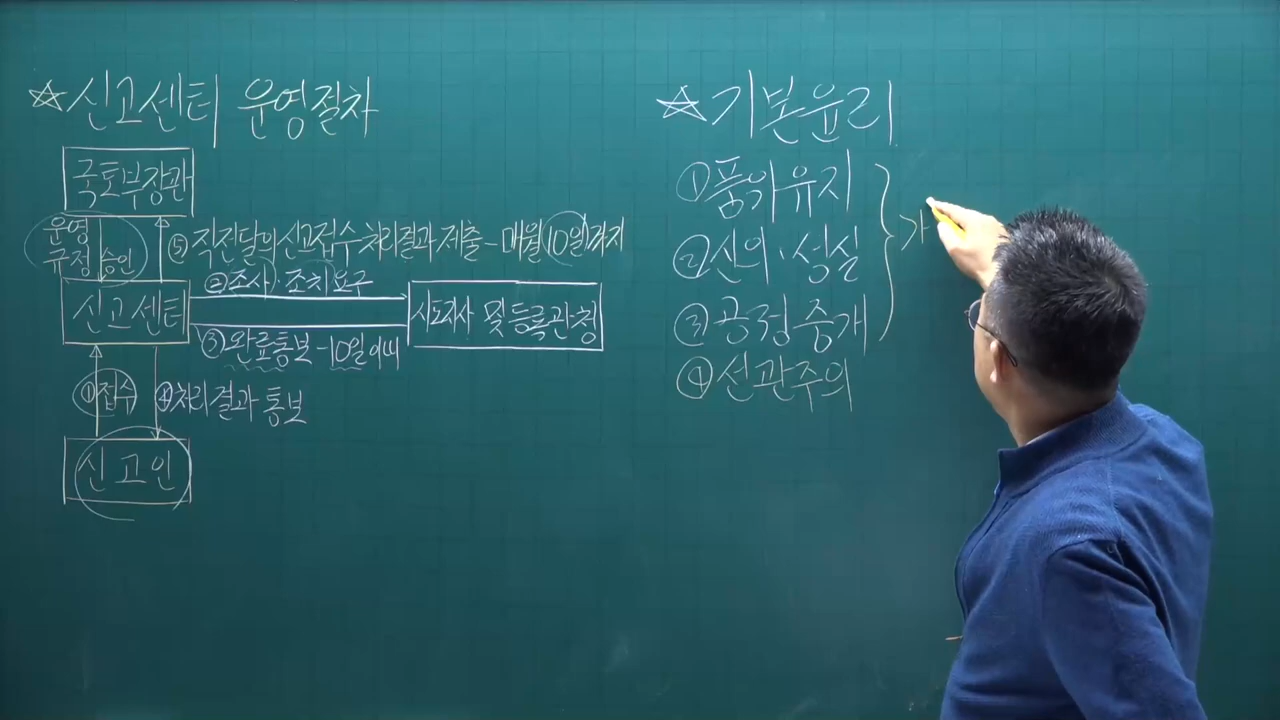 ☆신고센터 운영절차
국토부장관
운영
규정 승인
⑤ 직전달의 신고접수·처리결과 제출-매월 10일까지
② 조사·조치요구
신고센터
시도지사 및 등록관청
③ 완료통보-10일이내
① 접수
④ 처리결과 통보
신고인
☆기본윤리
①품위유지
②신의·성실
③공정중개
④선관주의